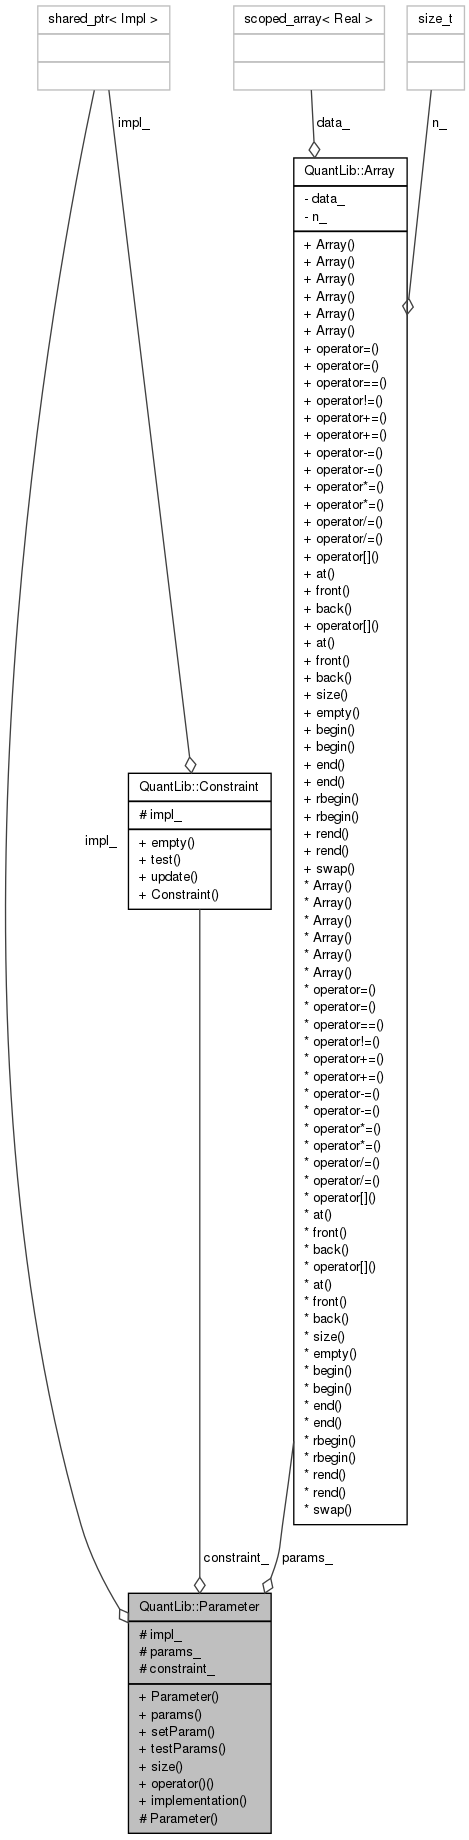 shared_ptr< Impl >
scoped_array< Real >
size_t
impl_
data_
n_
QuantLib::Array
- data_
- n_
+ Array()
+ Array()
+ Array()
+ Array()
+ Array()
+ Array()
+ operator=()
+ operator=()
+ operator==()
+ operator!=()
+ operator+=()
+ operator+=()
+ operator-=()
+ operator-=()
+ operator*=()
+ operator*=()
+ operator/=()
+ operator/=()
+ operator[]()
+ at()
+ front()
+ back()
+ operator[]()
+ at()
+ front()
+ back()
+ size()
+ empty()
+ begin()
+ begin()
+ end()
+ end()
+ rbegin()
+ rbegin()
+ rend()
+ rend()
+ swap()
* Array()
* Array()
* Array()
* Array()
* Array()
* Array()
* operator=()
* operator=()
* operator==()
* operator!=()
* operator+=()
* operator+=()
* operator-=()
* operator-=()
* operator*=()
* operator*=()
* operator/=()
* operator/=()
* operator[]()
* at()
* front()
* back()
* operator[]()
* at()
* front()
* back()
* size()
* empty()
* begin()
* begin()
* end()
* end()
* rbegin()
* rbegin()
* rend()
* rend()
* swap()
QuantLib::Constraint
# impl_
+ empty()
+ test()
+ update()
+ Constraint()
impl_
constraint_
params_
QuantLib::Parameter
# impl_
# params_
# constraint_
+ Parameter()
+ params()
+ setParam()
+ testParams()
+ size()
+ operator()()
+ implementation()
# Parameter()